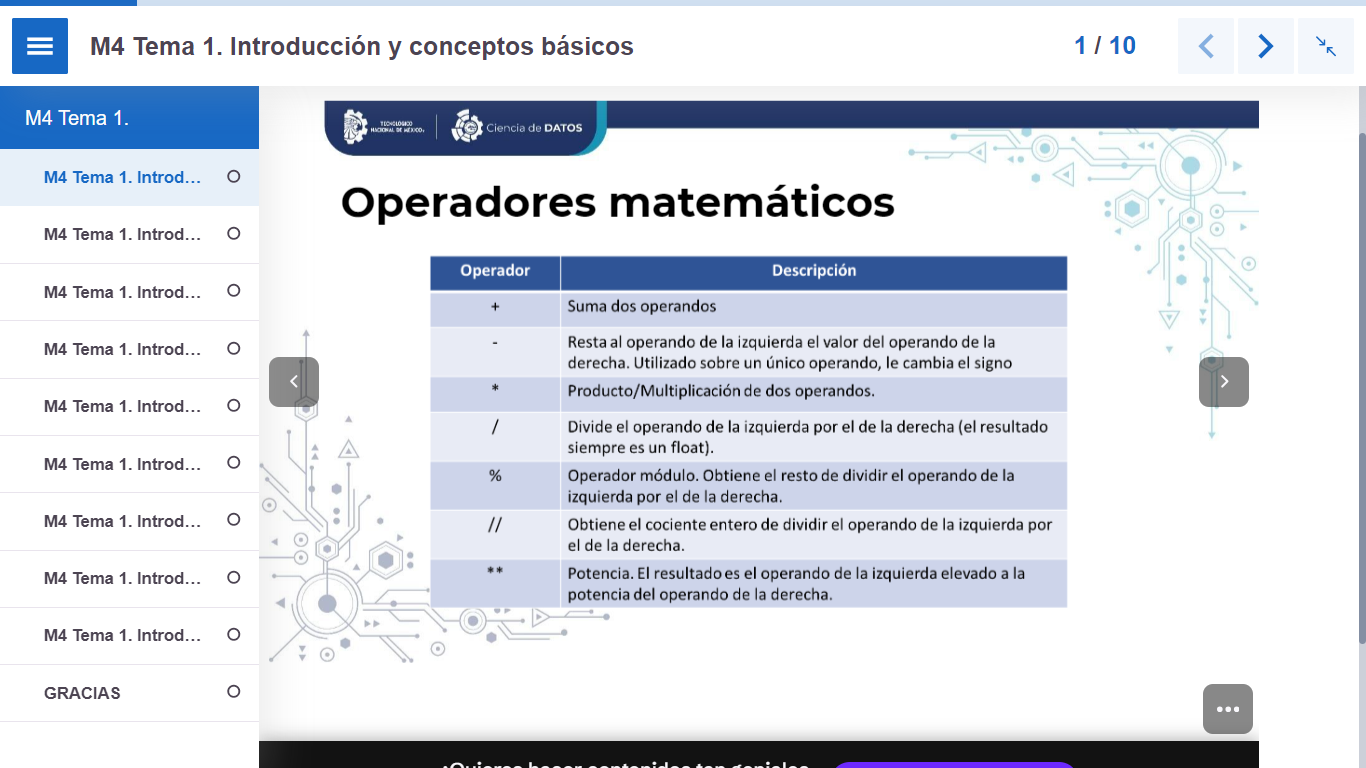 M4 Tema 1. Introducción y conceptos básicos
1 / 10
M4 Tema 1.
M4 Tema 1. Introd...
M4 Tema 1. Introd...
M4 Tema 1. Introd...
M4 Tema 1. Introd...
M4 Tema 1. Introd...
M4 Tema 1. Introd...
M4 Tema 1. Introd...
M4 Tema 1. Introd...
M4 Tema 1. Introd...
GRACIAS
TECNOLÓGICO
NACIONAL DE MÉXICO
Ciencia de DATOS
Operadores matemáticos
Operador Descripción
+ Suma dos operandos
- Resta al operando de la izquierda el valor del operando de la
derecha. Utilizado sobre un único operando, le cambia el signo
* Producto/Multiplicación de dos operandos.
/ Divide el operando de la izquierda por el de la derecha (el resultado
siempre es un float).
% Operador módulo. Obtiene el resto de dividir el operando de la
izquierda por el de la derecha.
// Obtiene el cociente entero de dividir el operando de la izquierda por
el de la derecha.
** Potencia. El resultado es el operando de la izquierda elevado a la
potencia del operando de la derecha.